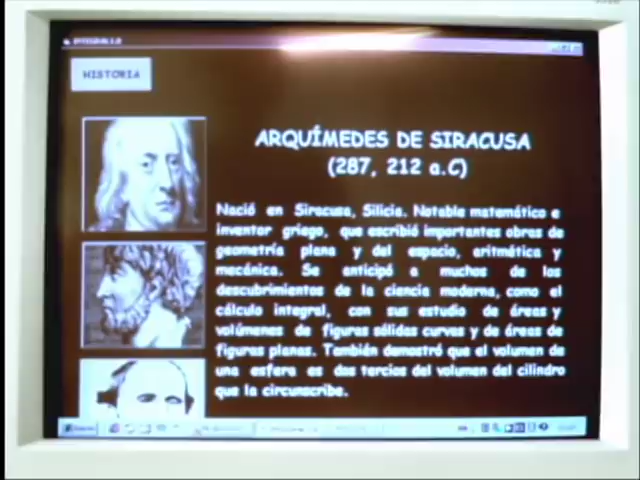 HISTORIA
ARQUÍMEDES DE SIRACUSA
(287, 212 a.C)
Nació en Siracusa, Silicia. Notable matemático e
inventor griego, que escribió importantes obras de
geometría plana y del espacio, aritmética y
mecánica. Se anticipó a muchos de los
descubrimientos de la ciencia moderna, como el
cálculo integral, con sus estudio de áreas y
volúmenes de figuras sólidas curvas y de áreas de
figuras planas. También demostró que el volumen de
una esfera es dos tercios del volumen del cilindro
que la circunscribe.